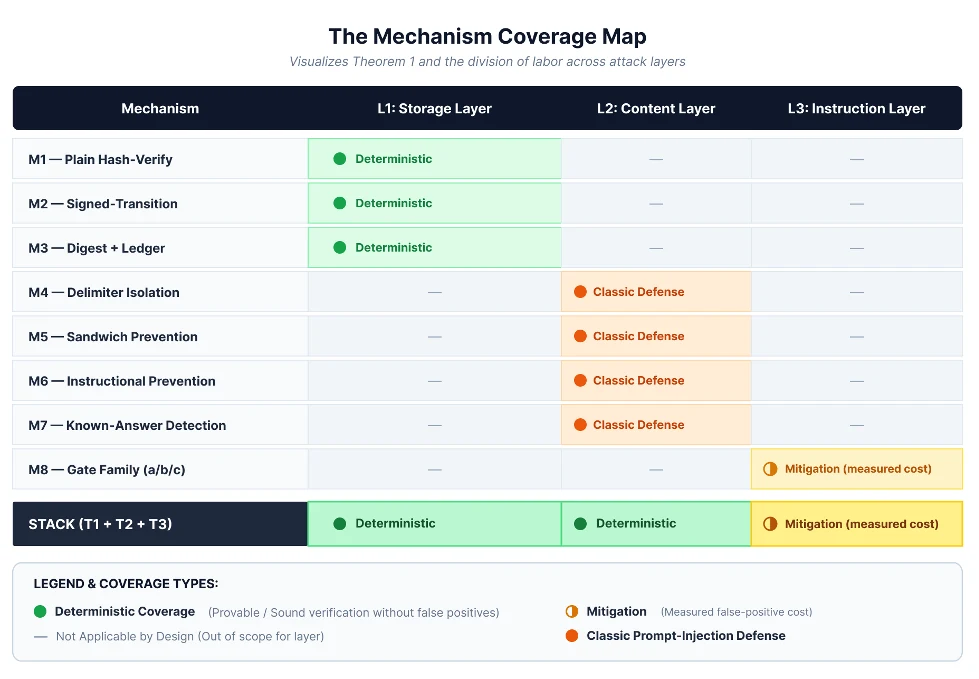 The Mechanism Coverage Map
Visualizes Theorem 1 and the division of labor across attack layers
Mechanism L1: Storage Layer L2: Content Layer L3: Instruction Layer
M1 — Plain Hash-Verify Deterministic — —
M2 — Signed-Transition Deterministic — —
M3 — Digest + Ledger Deterministic — —
M4 — Delimiter Isolation — Classic Defense —
M5 — Sandwich Prevention — Classic Defense —
M6 — Instructional Prevention — Classic Defense —
M7 — Known-Answer Detection — Classic Defense —
M8 — Gate Family (a/b/c) — — Mitigation (measured cost)
STACK (T1 + T2 + T3) Deterministic Deterministic Mitigation (measured cost)
LEGEND & COVERAGE TYPES:
Deterministic Coverage (Provable / Sound verification without false positives) Mitigation (Measured false-positive cost)
— Not Applicable by Design (Out of scope for layer) Classic Prompt-Injection Defense